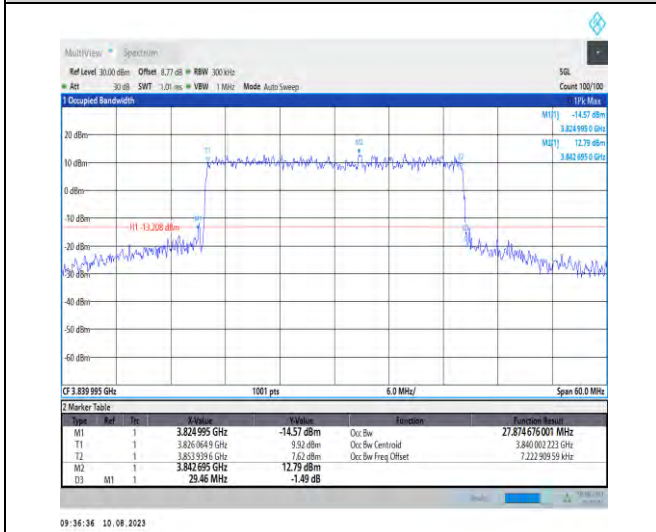 MultiView Spectrum
Ref Level 30.00 dBm Offset 8.77 dB RBW 300 kHz SGL
Att 30 dB SWT 1.01 ms VBW 1 MHz Mode Auto Sweep Count 100/100
1 Occupied Bandwidth 1Pk Max
M1[1] -14.57 dBm
3.824 995 0 GHz
M2[1] 12.79 dBm
3.842 695 0 GHz
20 dBm
T1 M2 T2
10 dBm
0 dBm
-10 dBm
M1
H1 -13.208 dBm
-20 dBm
-40 dBm
-50 dBm
-60 dBm
CF 3.839 995 GHz 1001 pts 6.0 MHz/ Span 60.0 MHz
2 Marker Table
Type Ref Trc X-Value Y-Value Function Function Result
M1 1 3.824 995 GHz -14.57 dBm Occ Bw 27.874 676 001 MHz
T1 1 3.826 064 9 GHz 9.92 dBm Occ Bw Centroid 3.840 002 223 GHz
T2 1 3.853 939 6 GHz 7.62 dBm Occ Bw Freq Offset 7.222 909 59 kHz
M2 1 3.842 695 GHz 12.79 dBm
D3 M1 1 29.46 MHz -1.49 dB
09:36:36 10.08.2023